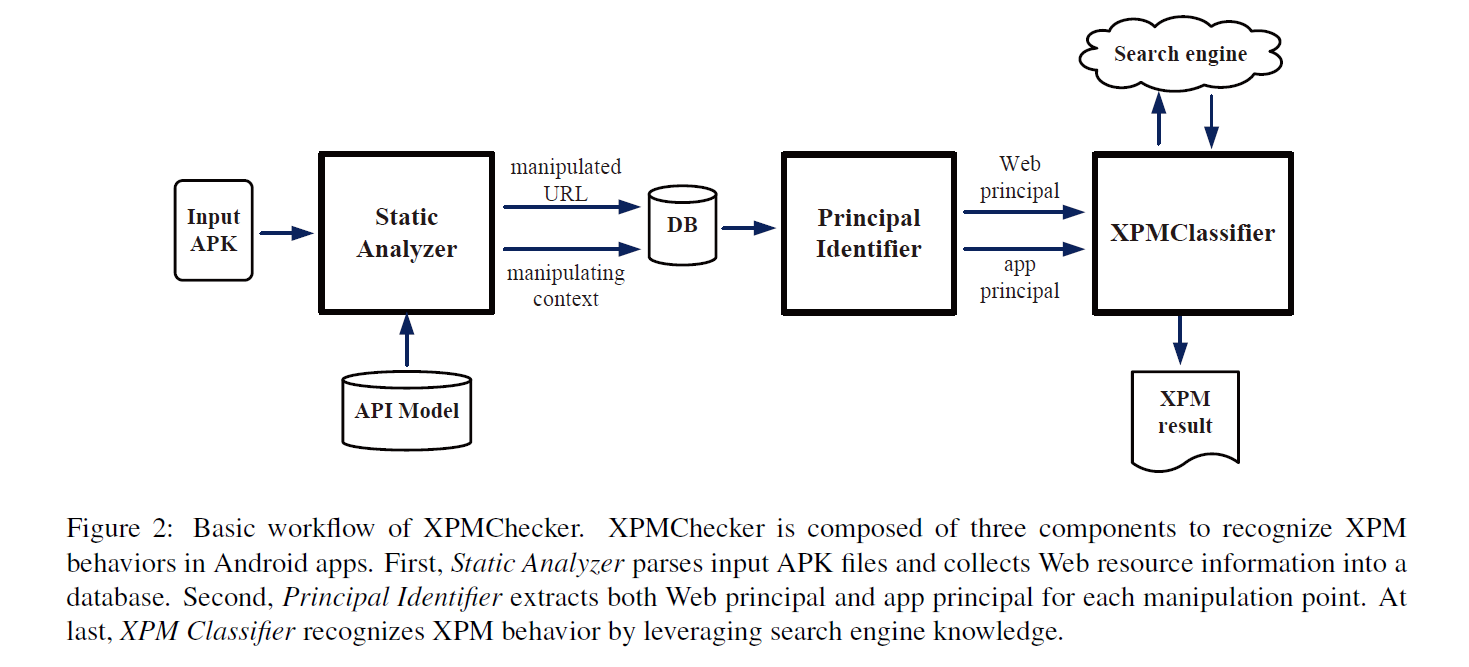 Search engine
Input
APK
Static
Analyzer
manipulated
URL
manipulating
context
DB
Principal
Identifier
Web
principal
app
principal
XPMClassifier
API Model
XPM
result
Figure 2: Basic workflow of XPMChecker. XPMChecker is composed of three components to recognize XPM
behaviors in Android apps. First, Static Analyzer parses input APK files and collects Web resource information into a
database. Second, Principal Identifier extracts both Web principal and app principal for each manipulation point. At
last, XPM Classifier recognizes XPM behavior by leveraging search engine knowledge.